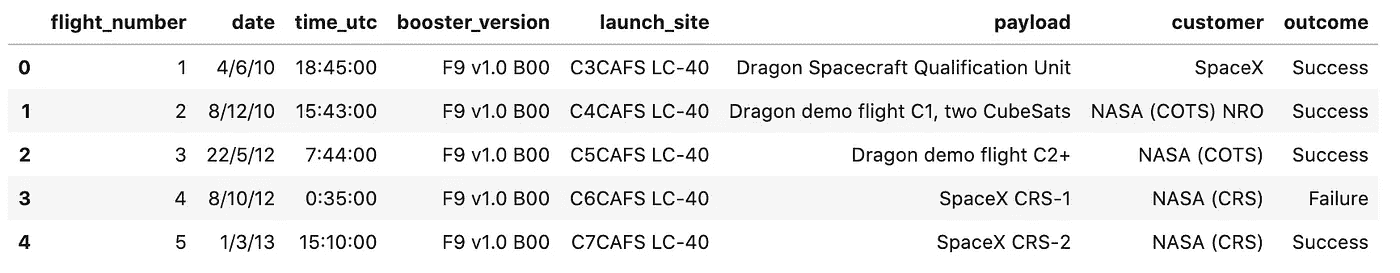 flight_number date time_utc booster_version launch_site payload customer outcome
0 1 4/6/10 18:45:00 F9 v1.0 B00 C3CAFS LC-40 Dragon Spacecraft Qualification Unit SpaceX Success
1 2 8/12/10 15:43:00 F9 v1.0 B00 C4CAFS LC-40 Dragon demo flight C1, two CubeSats NASA (COTS) NRO Success
2 3 22/5/12 7:44:00 F9 v1.0 B00 C5CAFS LC-40 Dragon demo flight C2+ NASA (COTS) Success
3 4 8/10/12 0:35:00 F9 v1.0 B00 C6CAFS LC-40 SpaceX CRS-1 NASA (CRS) Failure
4 5 1/3/13 15:10:00 F9 v1.0 B00 C7CAFS LC-40 SpaceX CRS-2 NASA (CRS) Success